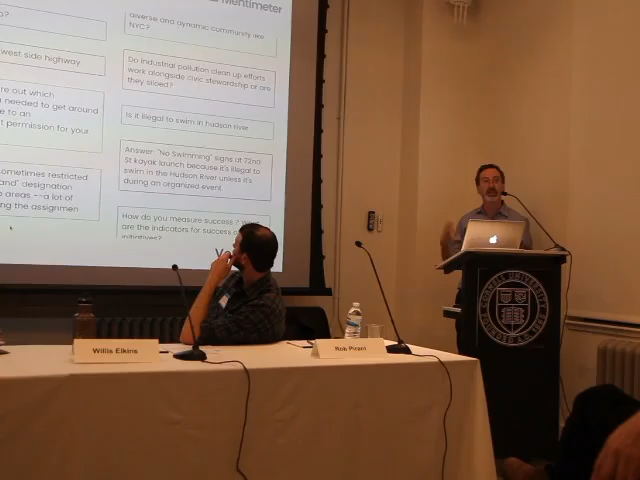 Mentimeter
diverse and dynamic community like
NYC?
west side highway
Do industrial pollution clean up efforts
work alongside civic stewardship or are
they siloed?
re out which
needed to get around
e to an
t permission for your
Is it illegal to swim in hudson river
Answer: "No Swimming" signs at 72nd
St kayak launch because it's illegal to
swim in the Hudson River unless it's
during an organized event.
ometimes restricted
and" designation
areas
a lot of
ng the assignmen
How do you measure success ?
are the indicators for success o
initiatives?
Willis Elkins
Rob Pirani
CORNELL UNIVERSITY